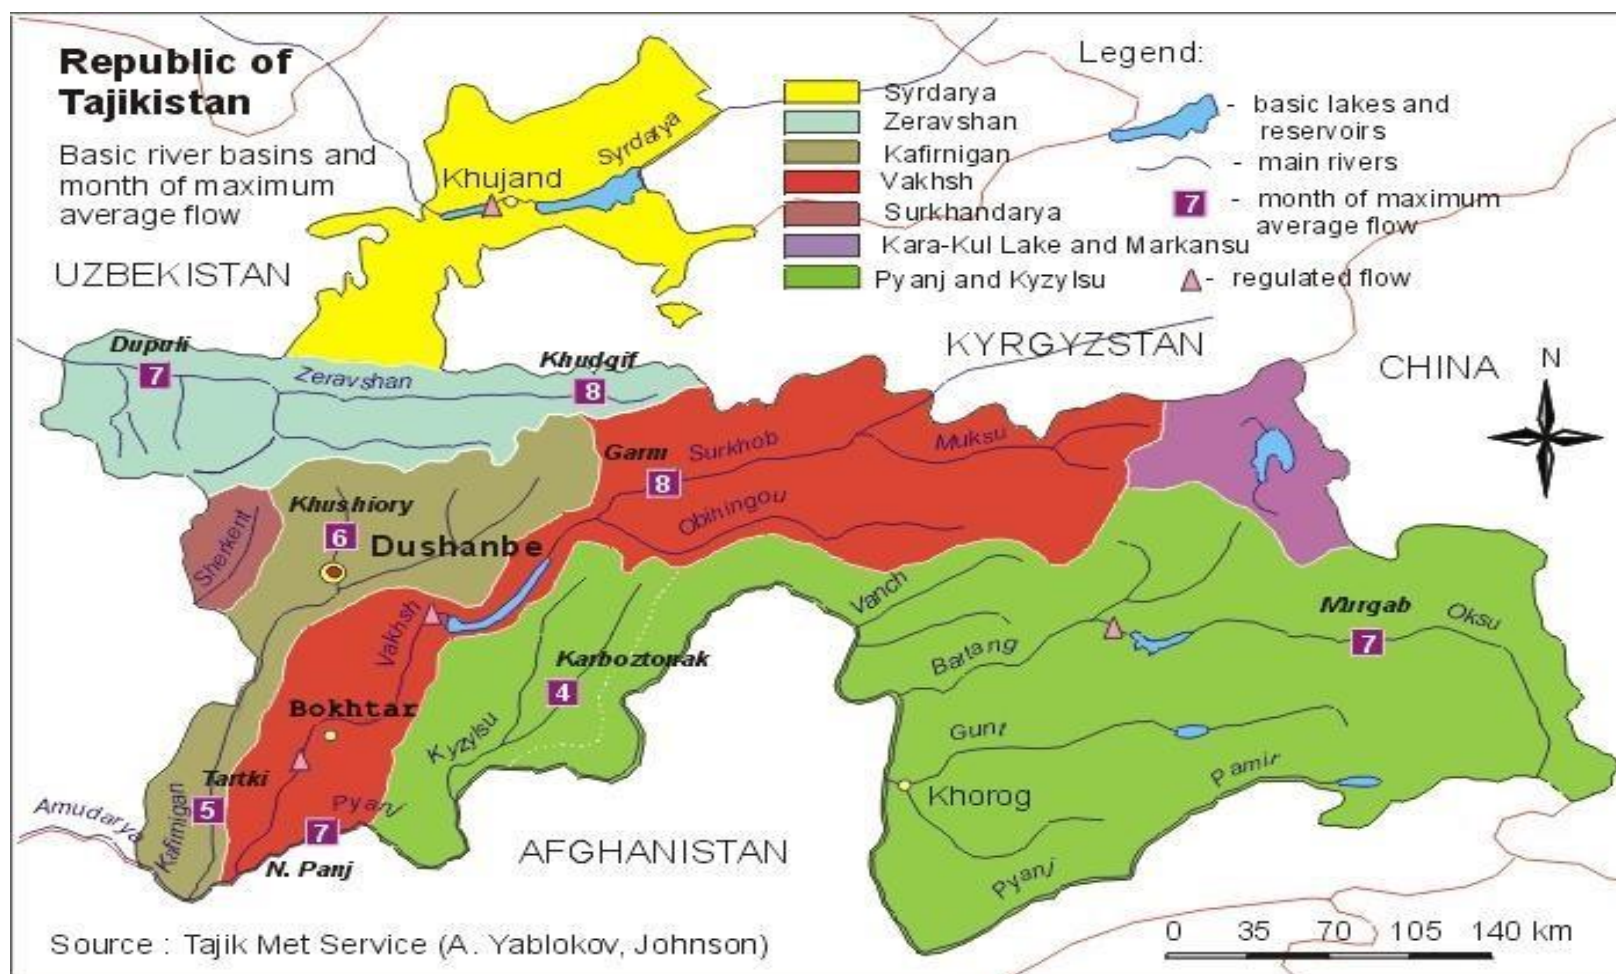 Republic of
Tajikistan
Basic river basins and
month of maximum
average flow
Legend:
Syrdarya
Zeravshan
Kafirnigan
Vakhsh
Surkhandarya
Kara-Kul Lake and Markansu
Pyanj and Kyzylsu
- basic lakes and
reservoirs
- main rivers
7 - month of maximum
average flow
- regulated flow
Syrdarya
Khujand
UZBEKISTAN
KYRGYZSTAN
CHINA
N
Dupuli
7
Zeravshan
Khudgif
8
Garm
8
Surkhob
Muksu
Obihingou
Khushiory
6
Dushanbe
Sherkent
Vakhsh
Vanch
Murgab
7
Oksu
Bartang
Karboztonak
4
Bokhtar
Kyzylsu
Gunt
Pamir
Khorog
Tartki
5
Kafirnigan
Amudarya
Pyanj
7
N. Panj
AFGHANISTAN
Pyanj
Source : Tajik Met Service (A. Yablokov, Johnson)
0 35 70 105 140 km